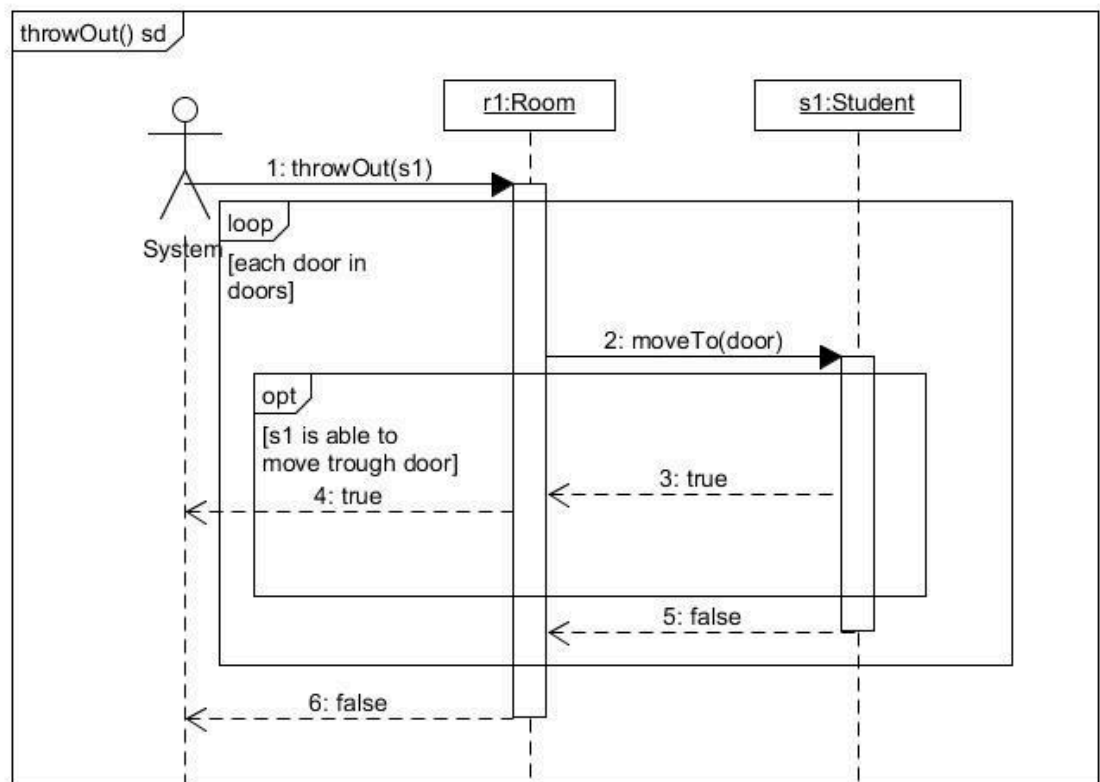 throwOut() sd
r1:Room
s1:Student
1: throwOut(s1)
System
loop
[each door in
doors]
2: moveTo(door)
opt
[s1 is able to
move trough door]
3: true
4: true
5: false
6: false